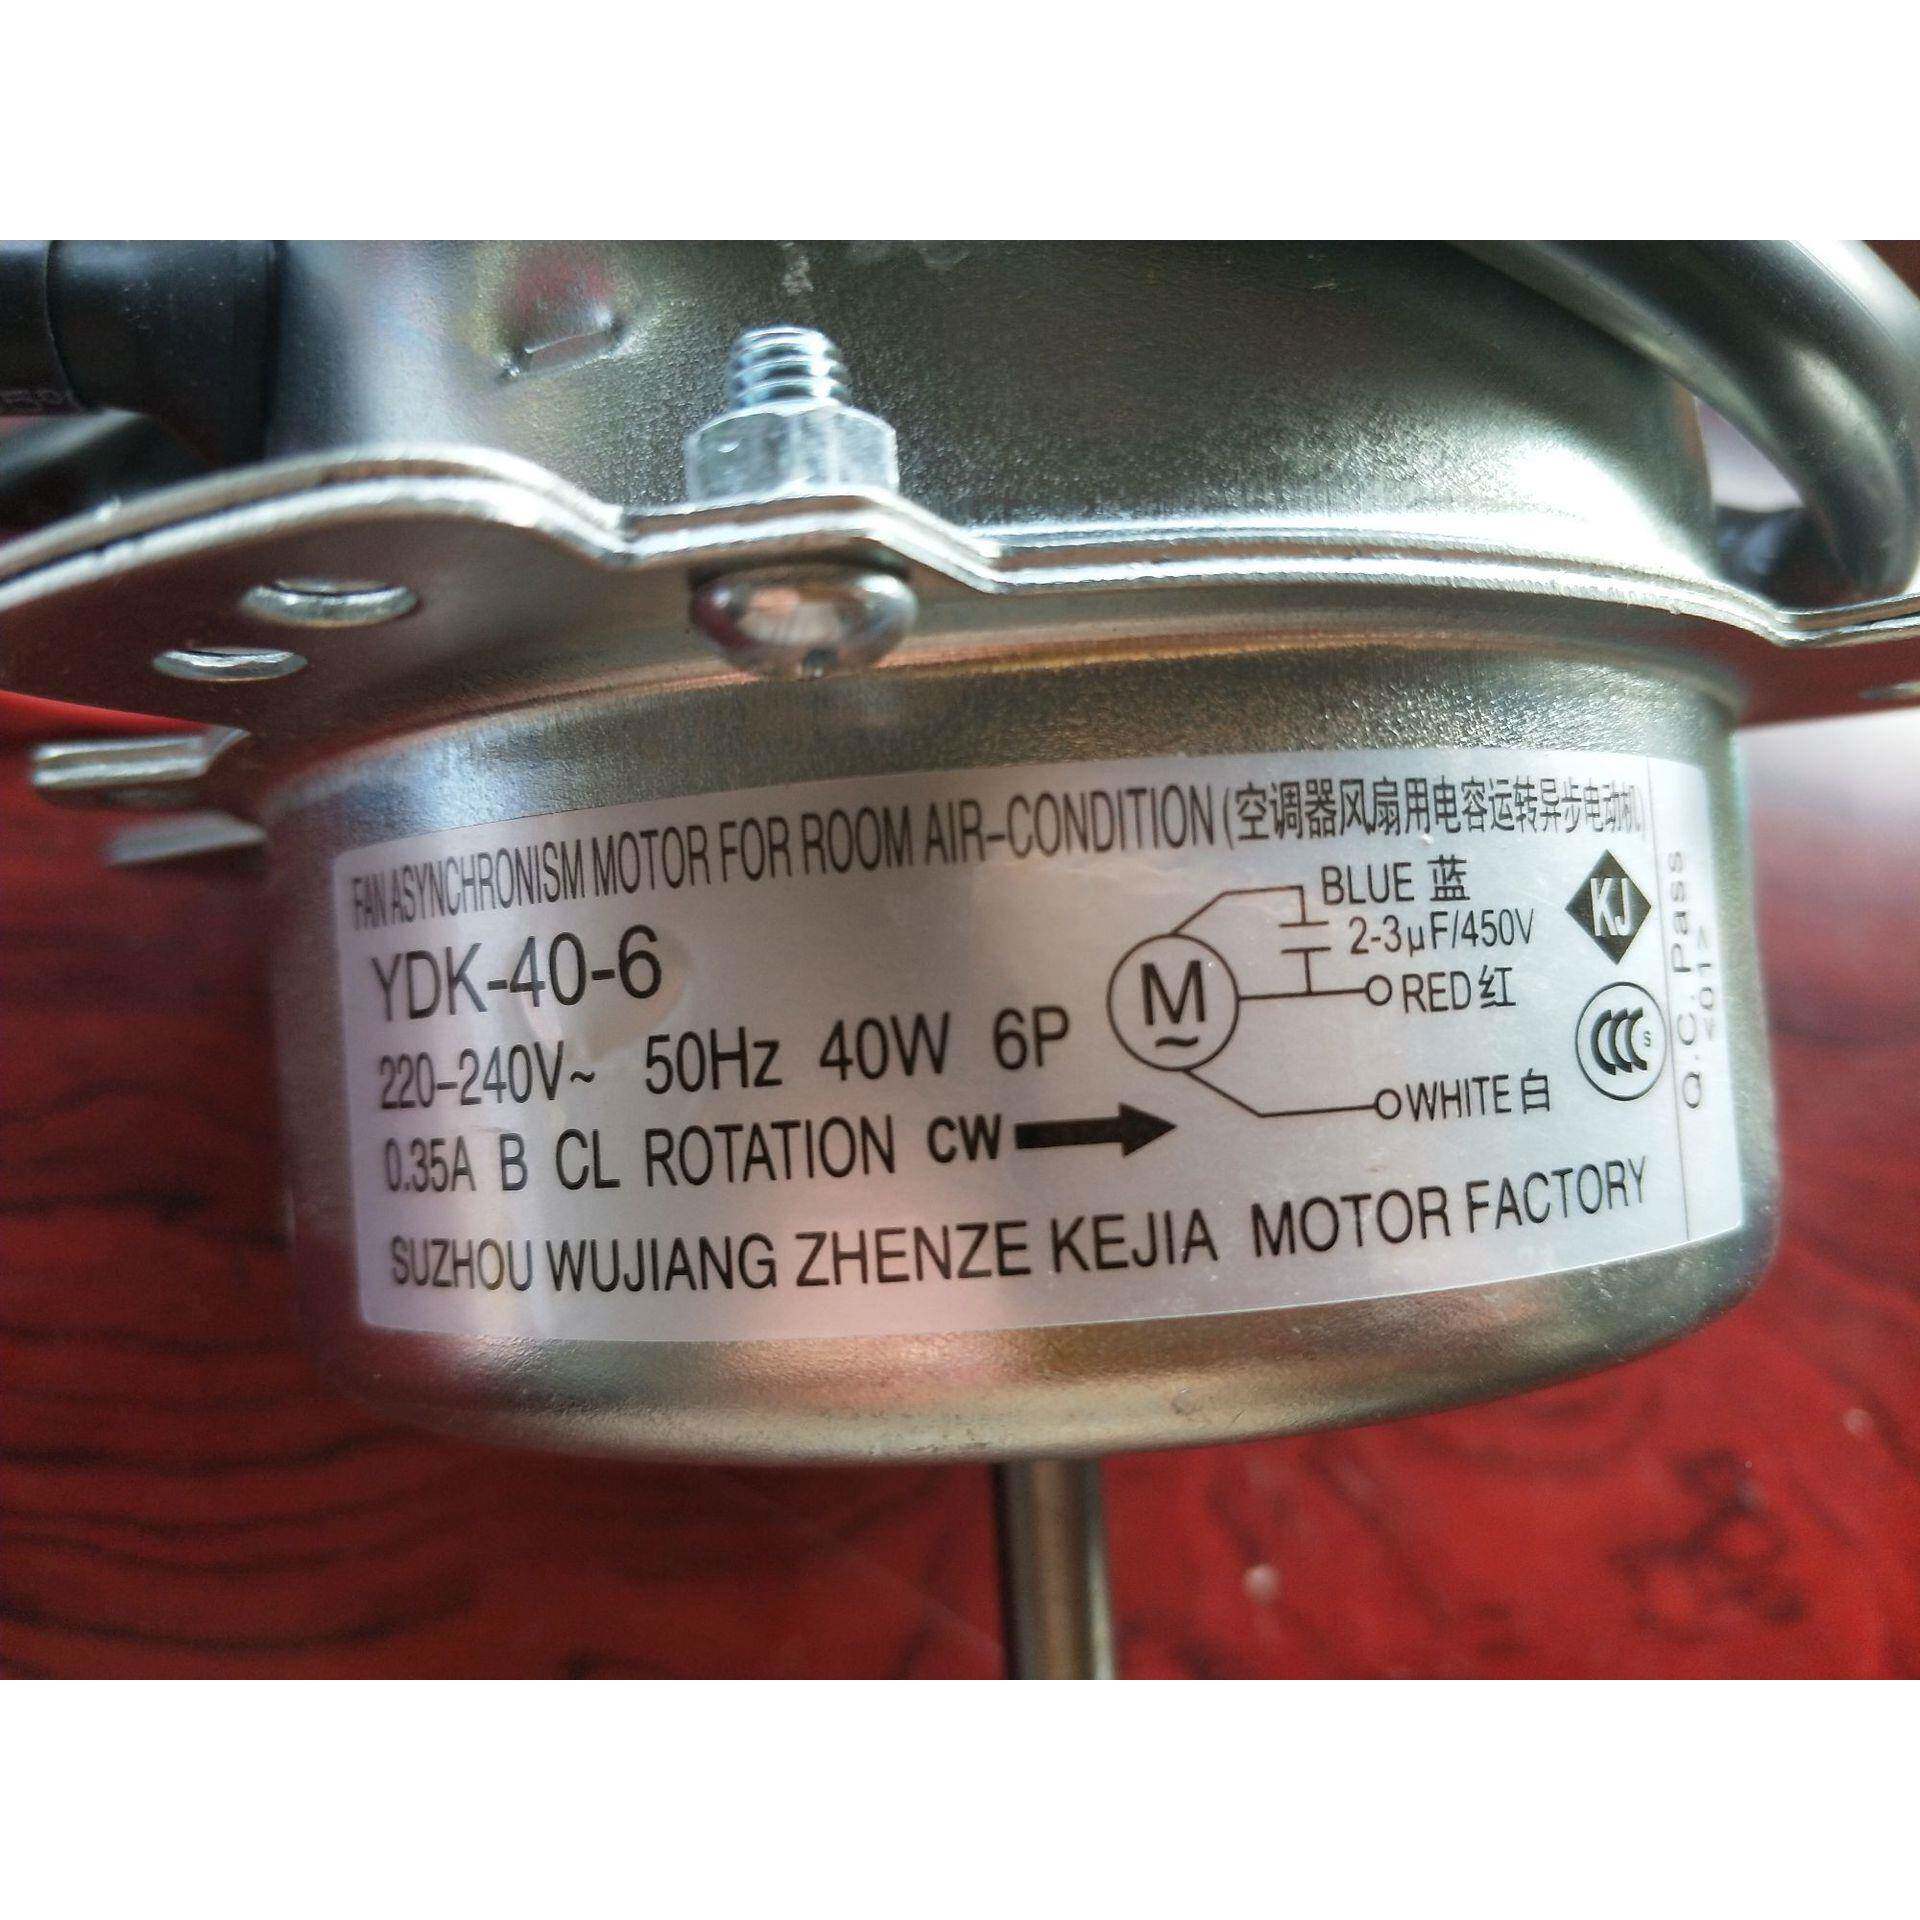 FAN ASYNCHRONISM MOTOR FOR ROOM AIR-CONDITION (空调器风扇用电容运转异步电动机)
YDK-40-6
220-240V~ 50Hz 40W 6P
0.35A B CL ROTATION CW
SUZHOU WUJIANG ZHENZE KEJIA MOTOR FACTORY
BLUE 蓝
2-3μF/450V
M
~
RED 红
WHITE 白
KJ
CCC S
Q.C.Pass